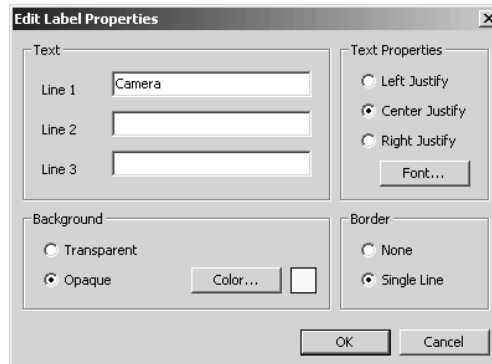 Edit Label Properties
Text
Line 1 Camera
Line 2
Line 3
Text Properties
Left Justify
Center Justify
Right Justify
Font...
Background
Transparent
Opaque Color...
Border
None
Single Line
OK Cancel